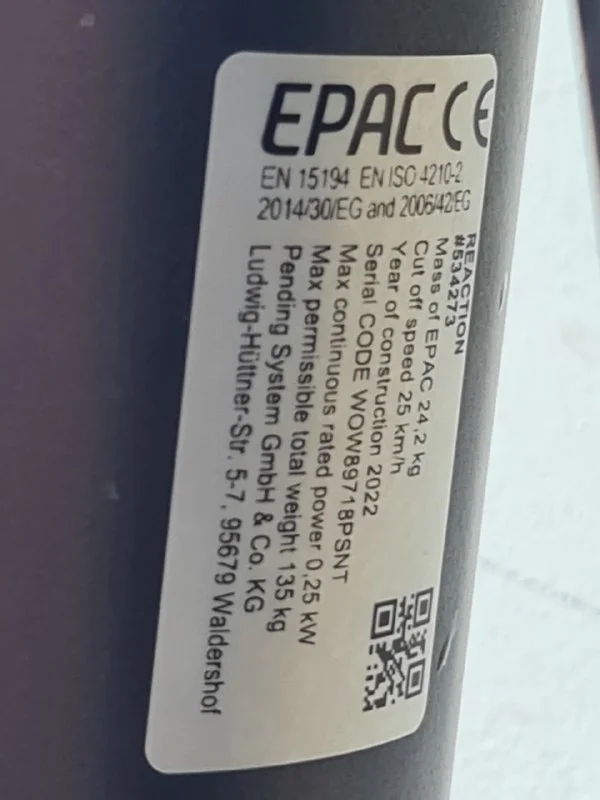 EPAC CE
EN 15194 EN ISO 4210-2
2014/30/EG and 2006/42/EG
REACTION
#534273
Mass of EPAC 24,2 kg
Cut off speed 25 km/h
Year of construction 2022
Serial CODE WOW89718PSNT
Max continuous rated power 0,25 kW
Max permissible total weight 135 kg
Pending System GmbH & Co. KG
Ludwig-Hüttner-Str. 5-7, 95679 Waldershof